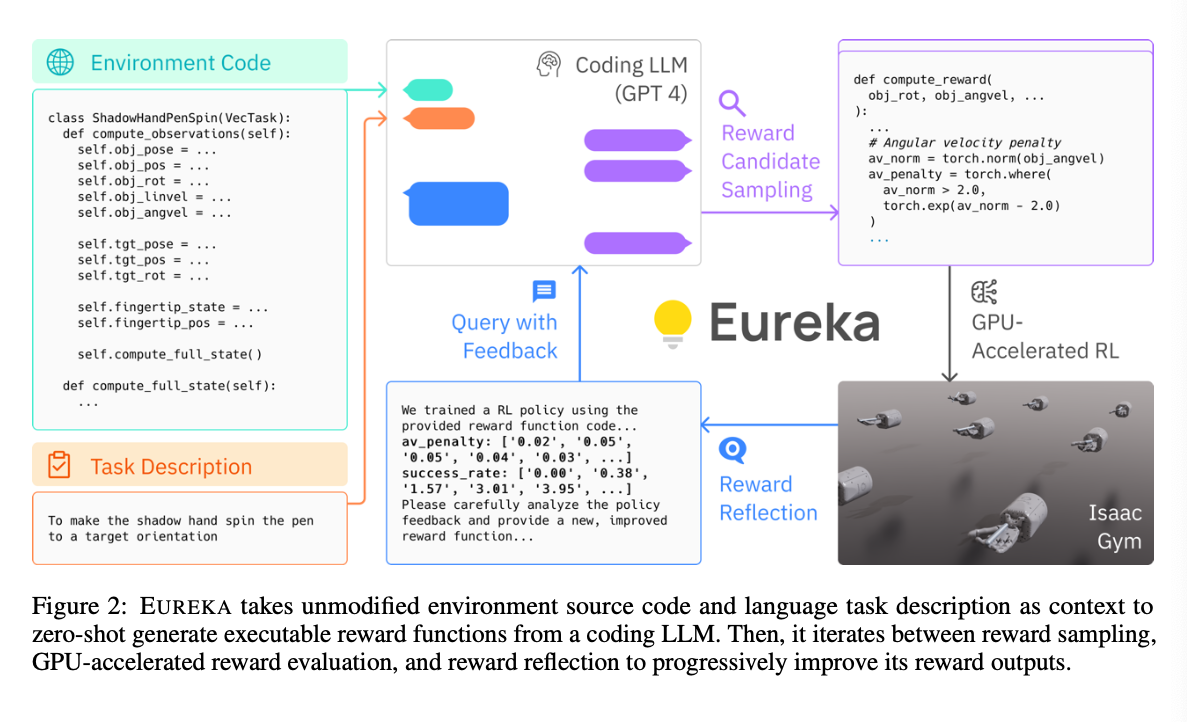 Environment Code
class ShadowHandPenSpin(VecTask):
def compute_observations(self):
self.obj_pose = ...
self.obj_pos = ...
self.obj_rot = ...
self.obj_linvel = ...
self.obj_angvel = ...
self.tgt_pose = ...
self.tgt_pos = ...
self.tgt_rot = ...
self.fingertip_state = ...
self.fingertip_pos = ...
self.compute_full_state()
def compute_full_state(self):
...
Task Description
To make the shadow hand spin the pen
to a target orientation
Coding LLM
(GPT 4)
Reward
Candidate
Sampling
def compute_reward(
obj_rot, obj_angvel, ...
):
...
# Angular velocity penalty
av_norm = torch.norm(obj_angvel)
av_penalty = torch.where(
av_norm > 2.0,
torch.exp(av_norm - 2.0)
)
...
Query with
Feedback
Eureka
GPU-
Accelerated RL
We trained a RL policy using the
provided reward function code...
av_penalty: ['0.02', '0.05',
'0.05', '0.04', '0.03', ...]
success_rate: ['0.00', '0.38',
'1.57', '3.01', '3.95', ...]
Please carefully analyze the policy
feedback and provide a new, improved
reward function...
Reward
Reflection
Isaac
Gym
Figure 2: EUREKA takes unmodified environment source code and language task description as context to
zero-shot generate executable reward functions from a coding LLM. Then, it iterates between reward sampling,
GPU-accelerated reward evaluation, and reward reflection to progressively improve its reward outputs.